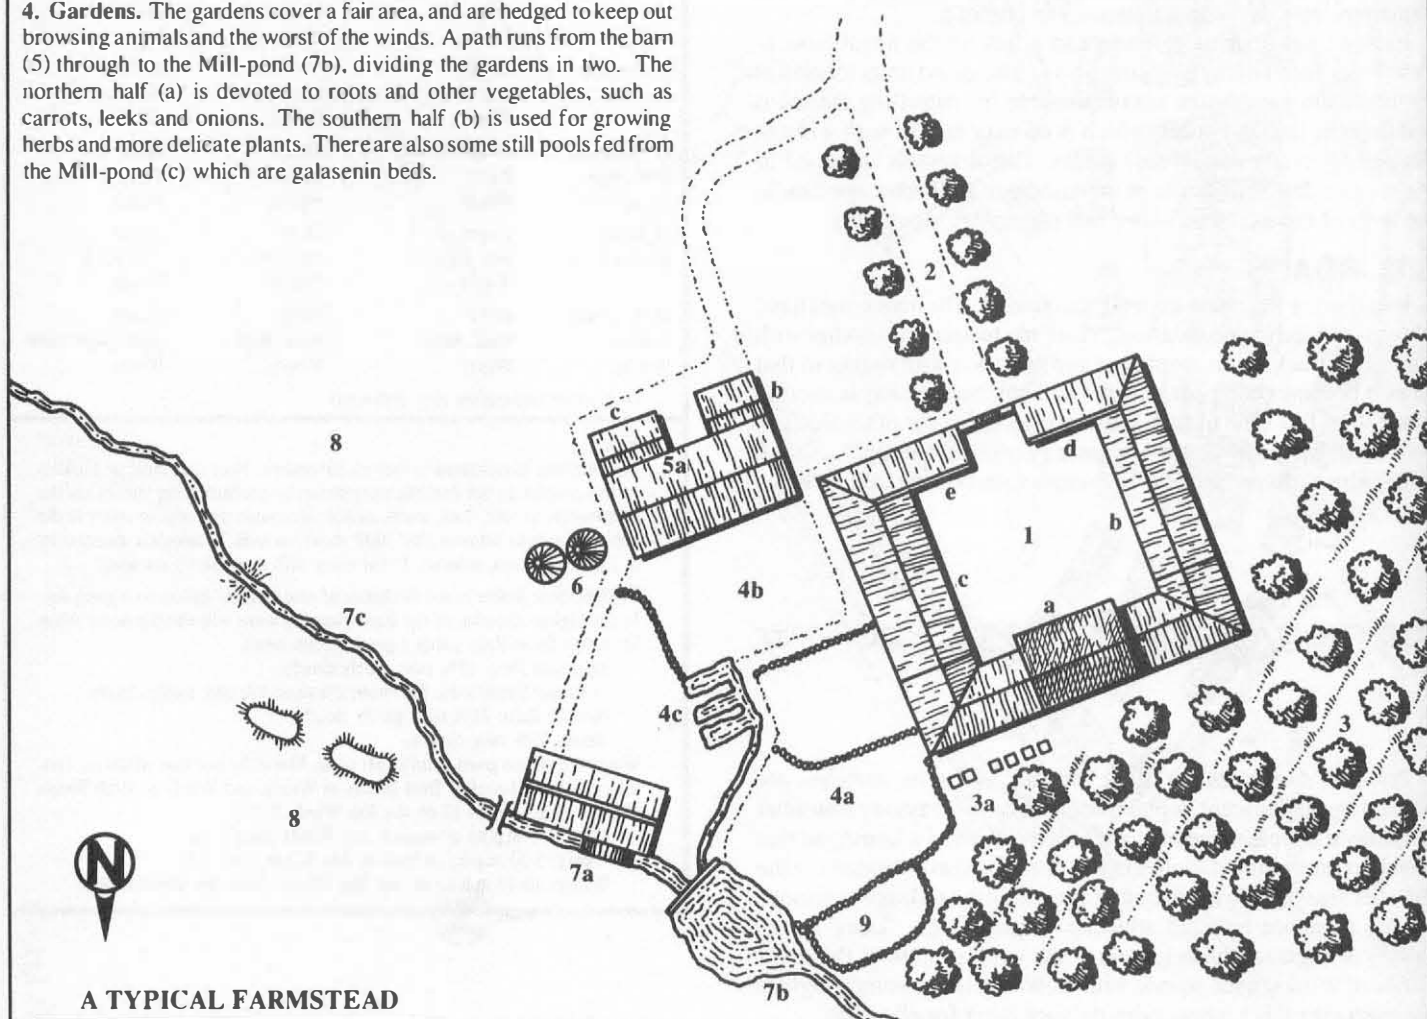 4. Gardens. The gardens cover a fair area, and are hedged to keep out
browsing animals and the worst of the winds. A path runs from the barn
(5) through to the Mill-pond (7b), dividing the gardens in two. The
northern half (a) is devoted to roots and other vegetables, such as
carrots, leeks and onions. The southern half (b) is used for growing
herbs and more delicate plants. There are also some still pools fed from
the Mill-pond (c) which are galasenin beds.
2
b
c
5a
d
8
e
b
1
c
4b
6
a
7c
4c
3
3a
4a
8
7a
9
N
7b
A TYPICAL FARMSTEAD